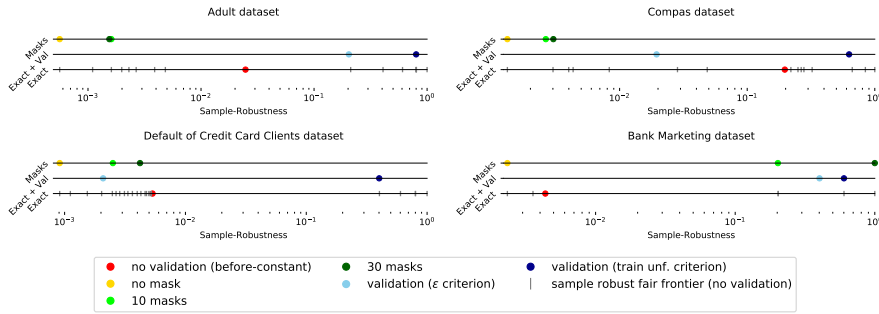 Adult dataset
Masks
Exact + Val
Exact
10⁻³ 10⁻² 10⁻¹ 10⁰
Sample-Robustness
Compas dataset
Masks
Exact + Val
Exact
10⁻² 10⁻¹ 10⁰
Sample-Robustness
Default of Credit Card Clients dataset
Masks
Exact + Val
Exact
10⁻³ 10⁻² 10⁻¹ 10⁰
Sample-Robustness
Bank Marketing dataset
Masks
Exact + Val
Exact
10⁻² 10⁻¹ 10⁰
Sample-Robustness
no validation (before-constant)
no mask
10 masks
30 masks
validation (ε criterion)
validation (train unf. criterion)
sample robust fair frontier (no validation)